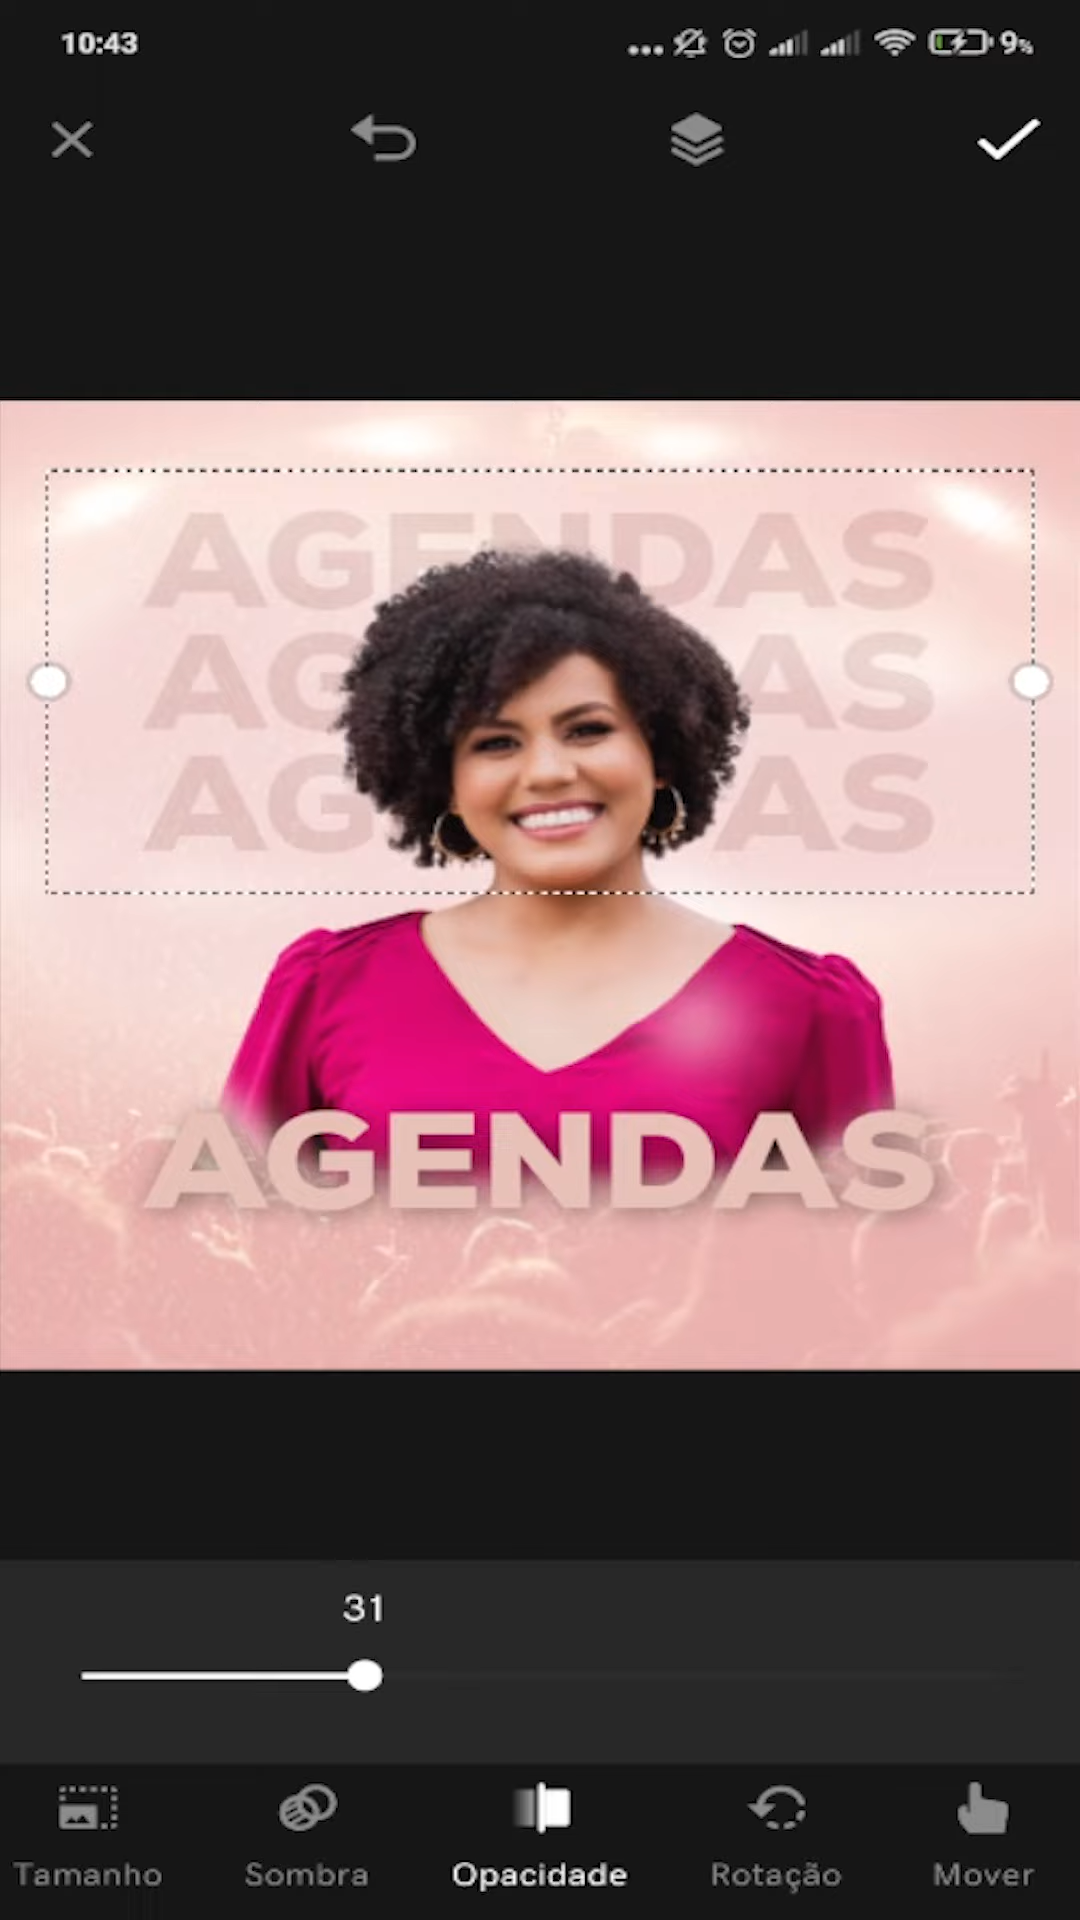 10:43
9%
AGENDAS
AG AS
AG AS
AGENDAS
31
Tamanho
Sombra
Opacidade
Rotação
Mover